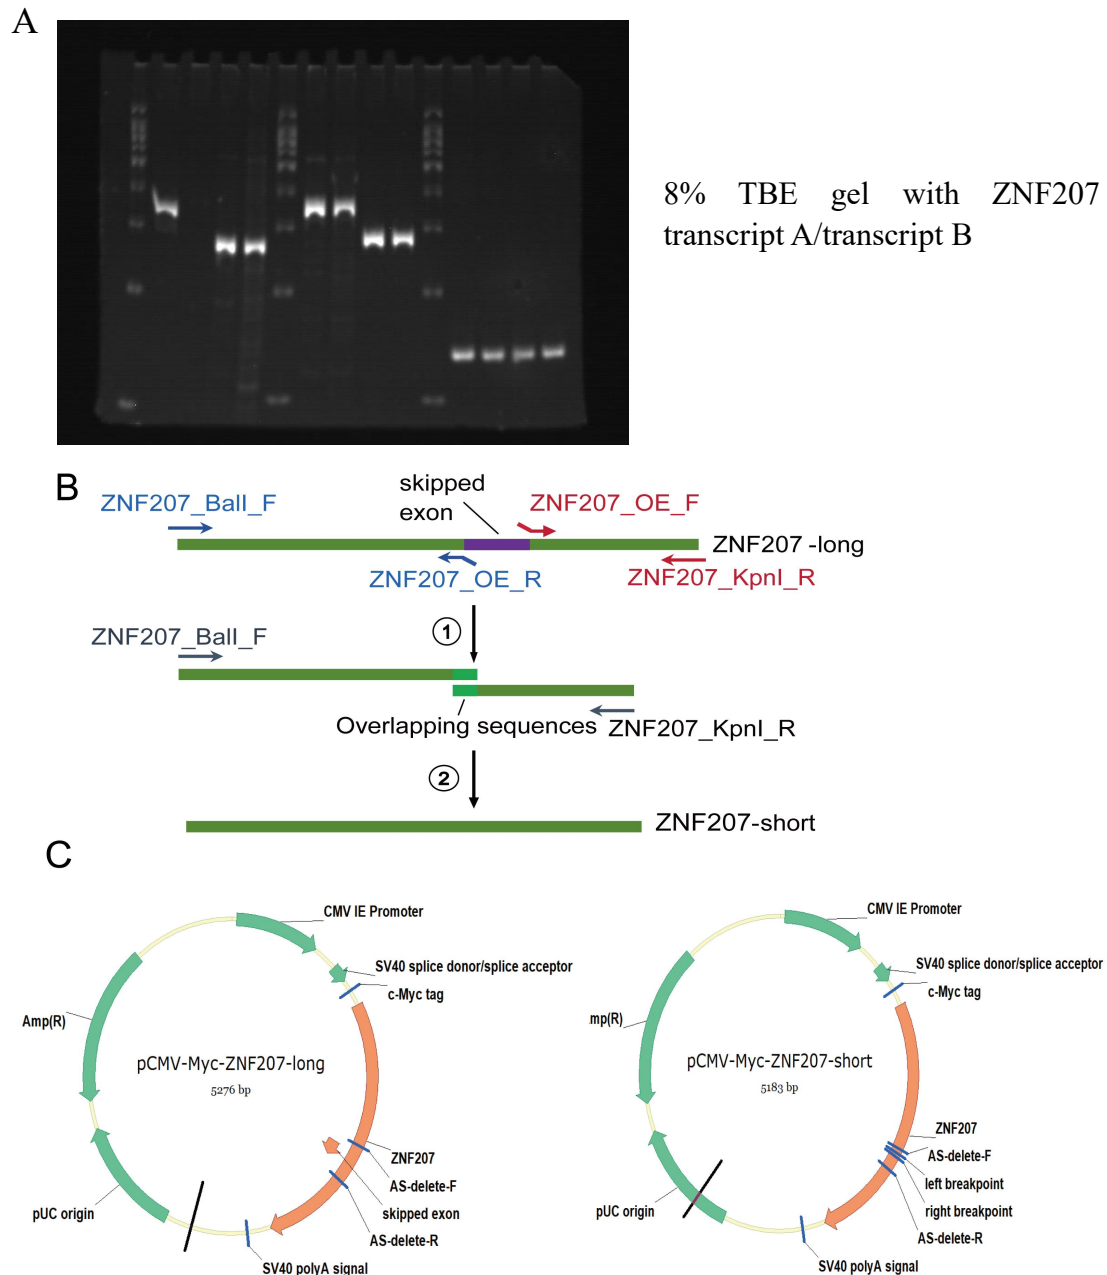 A
8% TBE gel with ZNF207
transcript A/transcript B
B
skipped
exon
ZNF207_BalI_F
ZNF207_OE_F
ZNF207 -long
ZNF207_OE_R
ZNF207_KpnI_R
1
ZNF207_BalI_F
Overlapping sequences
ZNF207_KpnI_R
2
ZNF207-short
C
CMV IE Promoter
SV40 splice donor/splice acceptor
c-Myc tag
Amp(R)
pCMV-Myc-ZNF207-long
5276 bp
ZNF207
AS-delete-F
skipped exon
AS-delete-R
pUC origin
SV40 polyA signal
CMV IE Promoter
SV40 splice donor/splice acceptor
c-Myc tag
mp(R)
pCMV-Myc-ZNF207-short
5183 bp
ZNF207
AS-delete-F
left breakpoint
right breakpoint
AS-delete-R
pUC origin
SV40 polyA signal